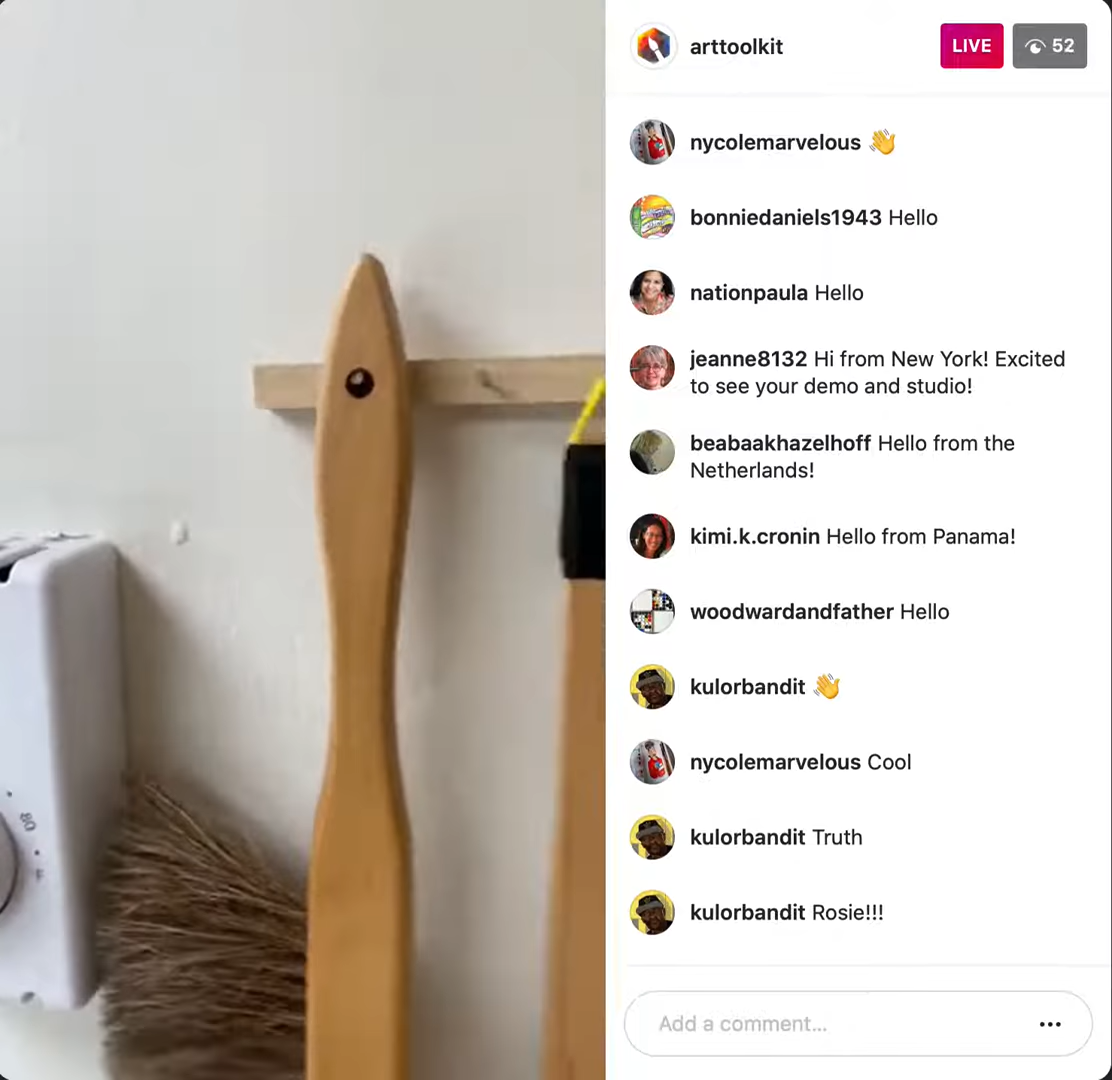 arttoolkit
LIVE
52
nycolemarvelous 👋
bonniedaniels1943 Hello
nationpaula Hello
jeanne8132 Hi from New York! Excited
to see your demo and studio!
beabaakhazelhoff Hello from the
Netherlands!
kimi.k.cronin Hello from Panama!
woodwardandfather Hello
kulorbandit 👋
nycolemarvelous Cool
kulorbandit Truth
kulorbandit Rosie!!!
Add a comment...
80